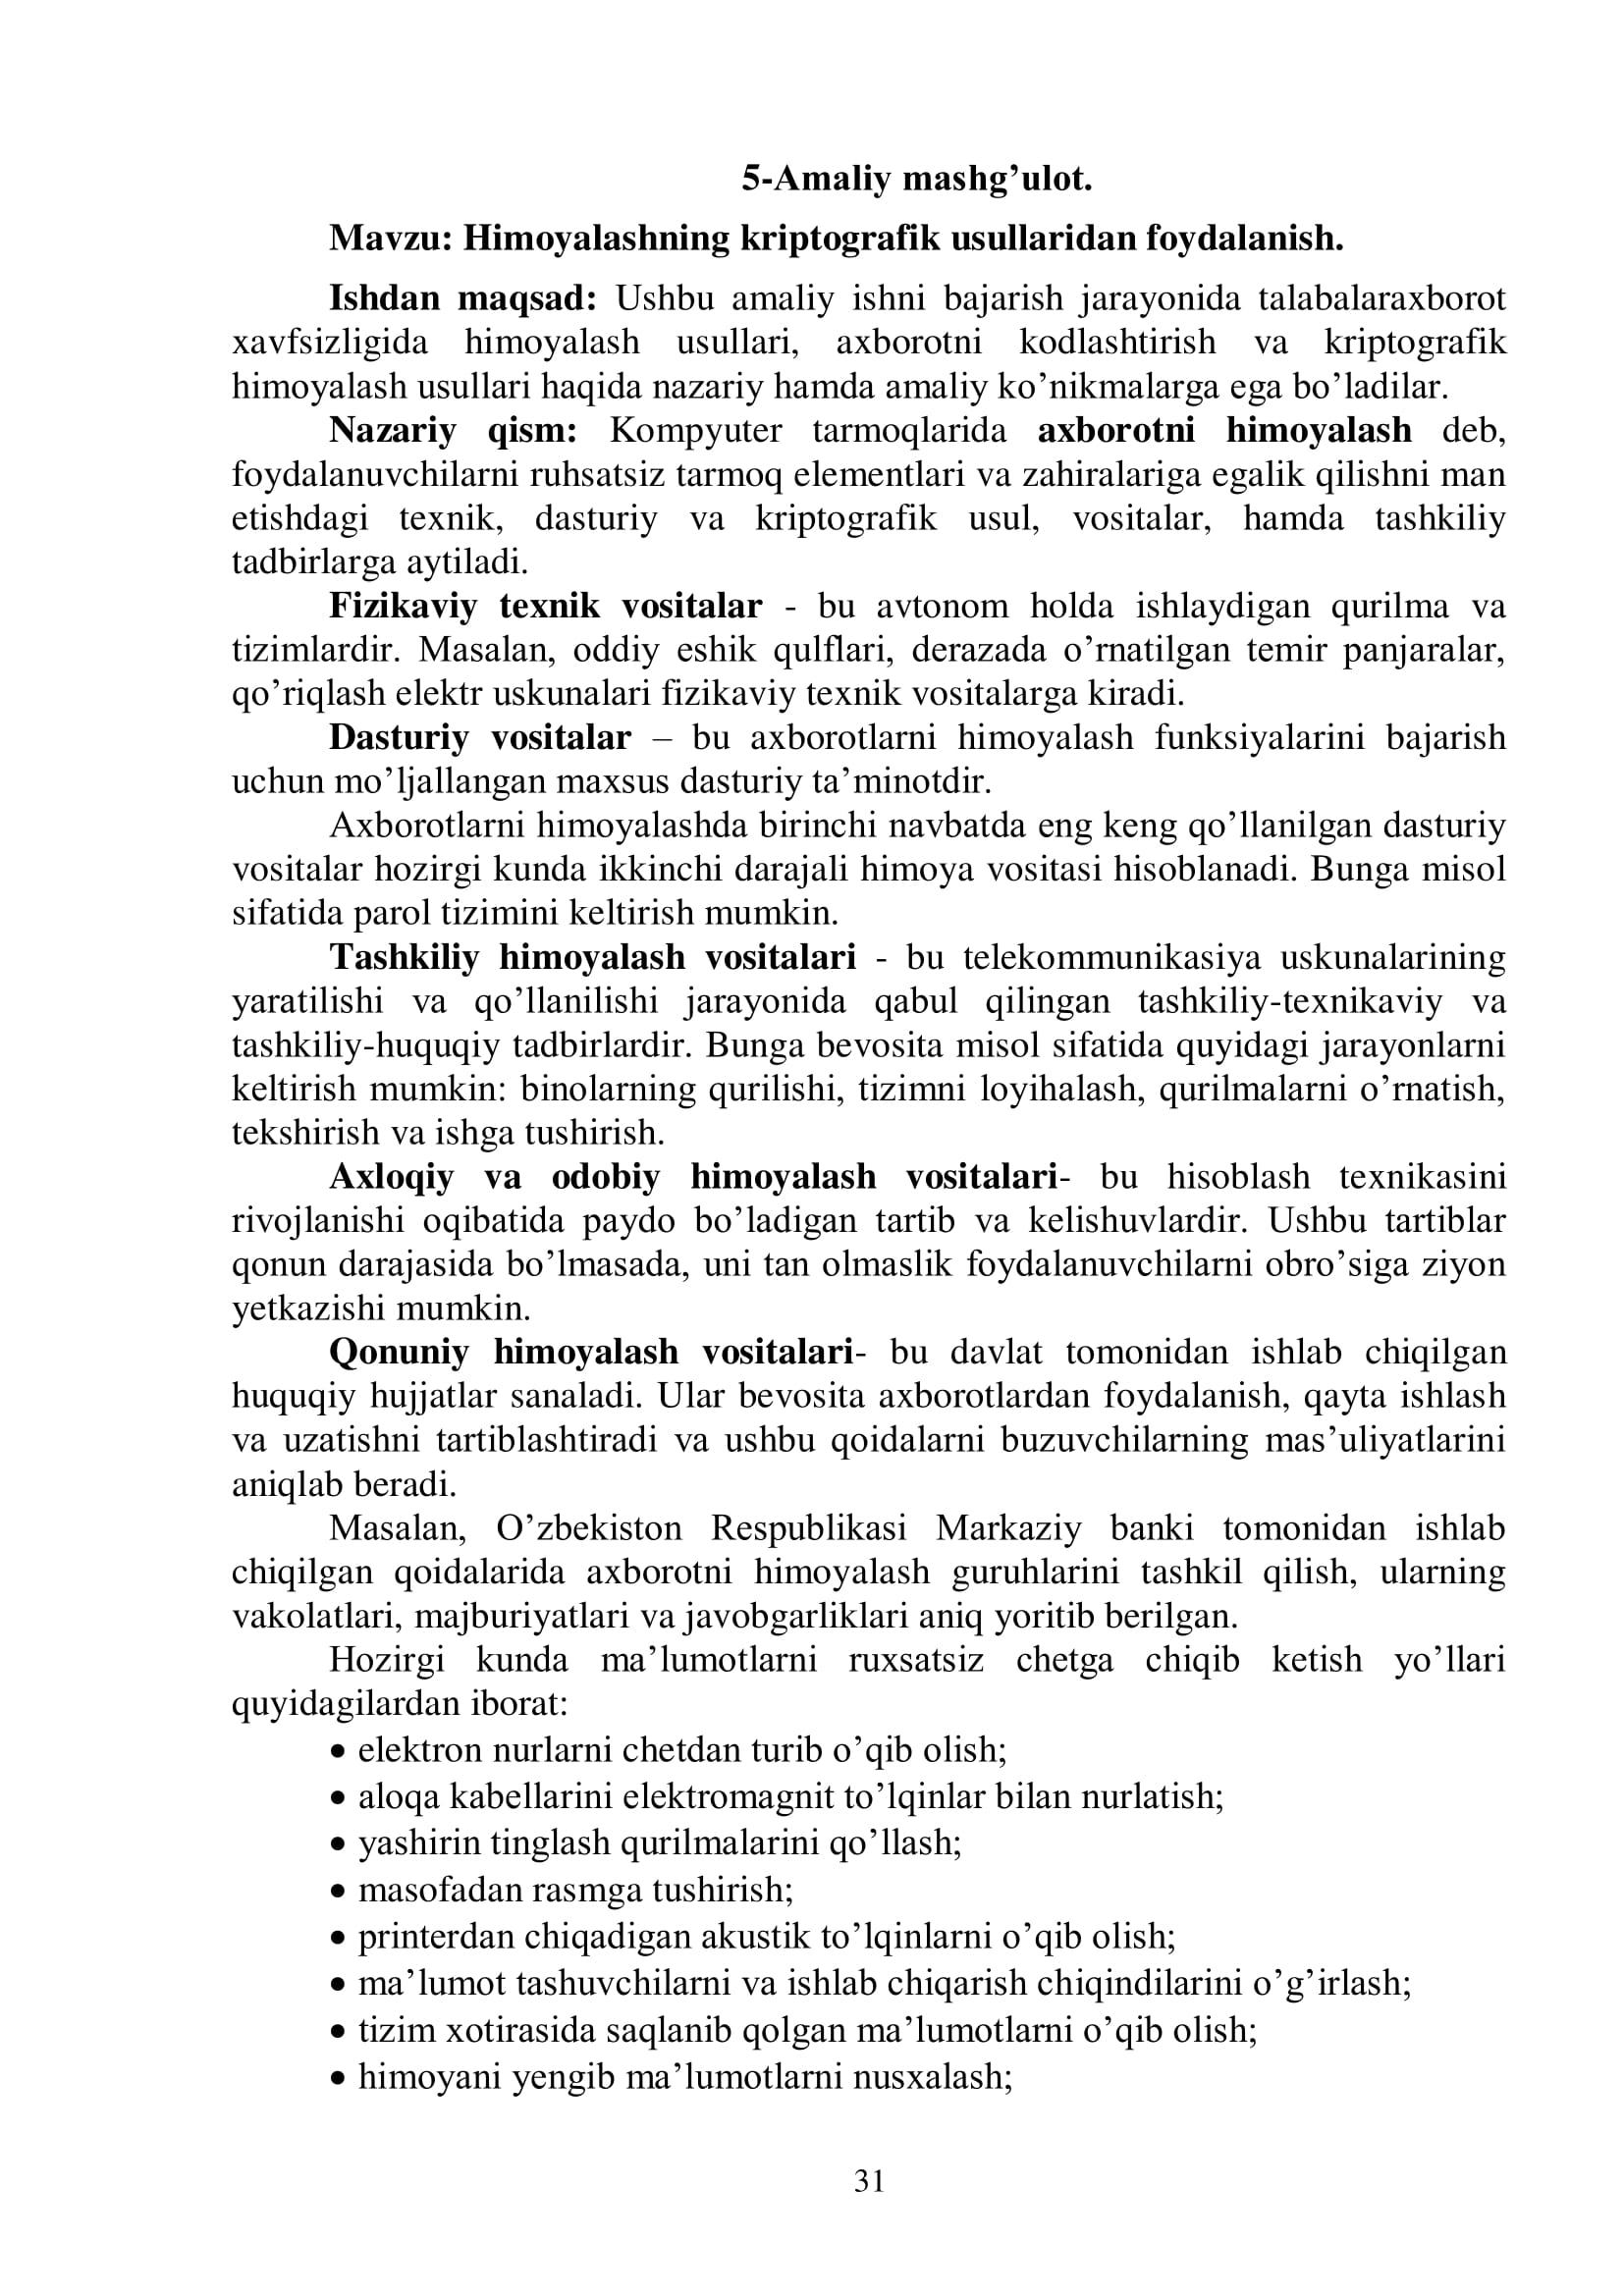 5-Amaliy mashg’ulot.
Mavzu: Himoyalashning kriptografik usullaridan foydalanish.
Ishdan maqsad: Ushbu amaliy ishni bajarish jarayonida talabalaraxborot
xavfsizligida himoyalash usullari, axborotni kodlashtirish va kriptografik
himoyalash usullari haqida nazariy hamda amaliy ko’nikmalarga ega bo’ladilar.
Nazariy qism: Kompyuter tarmoqlarida axborotni himoyalash deb,
foydalanuvchilarni ruhsatsiz tarmoq elementlari va zahiralariga egalik qilishni man
etishdagi texnik, dasturiy va kriptografik usul, vositalar, hamda tashkiliy
tadbirlarga aytiladi.
Fizikaviy texnik vositalar - bu avtonom holda ishlaydigan qurilma va
tizimlardir. Masalan, oddiy eshik qulflari, derazada o’rnatilgan temir panjaralar,
qo’riqlash elektr uskunalari fizikaviy texnik vositalarga kiradi.
Dasturiy vositalar – bu axborotlarni himoyalash funksiyalarini bajarish
uchun mo’ljallangan maxsus dasturiy ta’minotdir.
Axborotlarni himoyalashda birinchi navbatda eng keng qo’llanilgan dasturiy
vositalar hozirgi kunda ikkinchi darajali himoya vositasi hisoblanadi. Bunga misol
sifatida parol tizimini keltirish mumkin.
Tashkiliy himoyalash vositalari - bu telekommunikasiya uskunalarining
yaratilishi va qo’llanilishi jarayonida qabul qilingan tashkiliy-texnikaviy va
tashkiliy-huquqiy tadbirlardir. Bunga bevosita misol sifatida quyidagi jarayonlarni
keltirish mumkin: binolarning qurilishi, tizimni loyihalash, qurilmalarni o’rnatish,
tekshirish va ishga tushirish.
Axloqiy va odobiy himoyalash vositalari- bu hisoblash texnikasini
rivojlanishi oqibatida paydo bo’ladigan tartib va kelishuvlardir. Ushbu tartiblar
qonun darajasida bo’lmasada, uni tan olmaslik foydalanuvchilarni obro’siga ziyon
yetkazishi mumkin.
Qonuniy himoyalash vositalari- bu davlat tomonidan ishlab chiqilgan
huquqiy hujjatlar sanaladi. Ular bevosita axborotlardan foydalanish, qayta ishlash
va uzatishni tartiblashtiradi va ushbu qoidalarni buzuvchilarning mas’uliyatlarini
aniqlab beradi.
Masalan, O’zbekiston Respublikasi Markaziy banki tomonidan ishlab
chiqilgan qoidalarida axborotni himoyalash guruhlarini tashkil qilish, ularning
vakolatlari, majburiyatlari va javobgarliklari aniq yoritib berilgan.
Hozirgi kunda ma’lumotlarni ruxsatsiz chetga chiqib ketish yo’llari
quyidagilardan iborat:
• elektron nurlarni chetdan turib o’qib olish;
• aloqa kabellarini elektromagnit to’lqinlar bilan nurlatish;
• yashirin tinglash qurilmalarini qo’llash;
• masofadan rasmga tushirish;
• printerdan chiqadigan akustik to’lqinlarni o’qib olish;
• ma’lumot tashuvchilarni va ishlab chiqarish chiqindilarini o’g’irlash;
• tizim xotirasida saqlanib qolgan ma’lumotlarni o’qib olish;
• himoyani yengib ma’lumotlarni nusxalash;
31